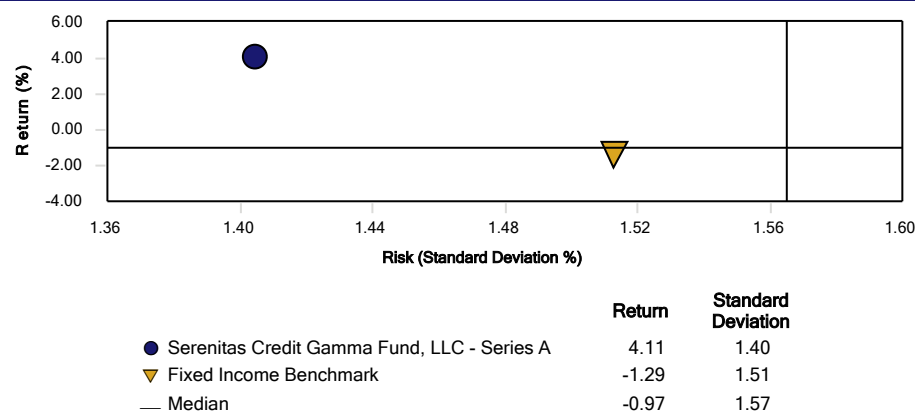 6.00
4.00
2.00
0.00
-2.00
-4.00
Return (%)
1.36 1.40 1.44 1.48 1.52 1.56 1.60
Risk (Standard Deviation %)
Return Standard Deviation
Serenitas Credit Gamma Fund, LLC - Series A 4.11 1.40
Fixed Income Benchmark -1.29 1.51
Median -0.97 1.57